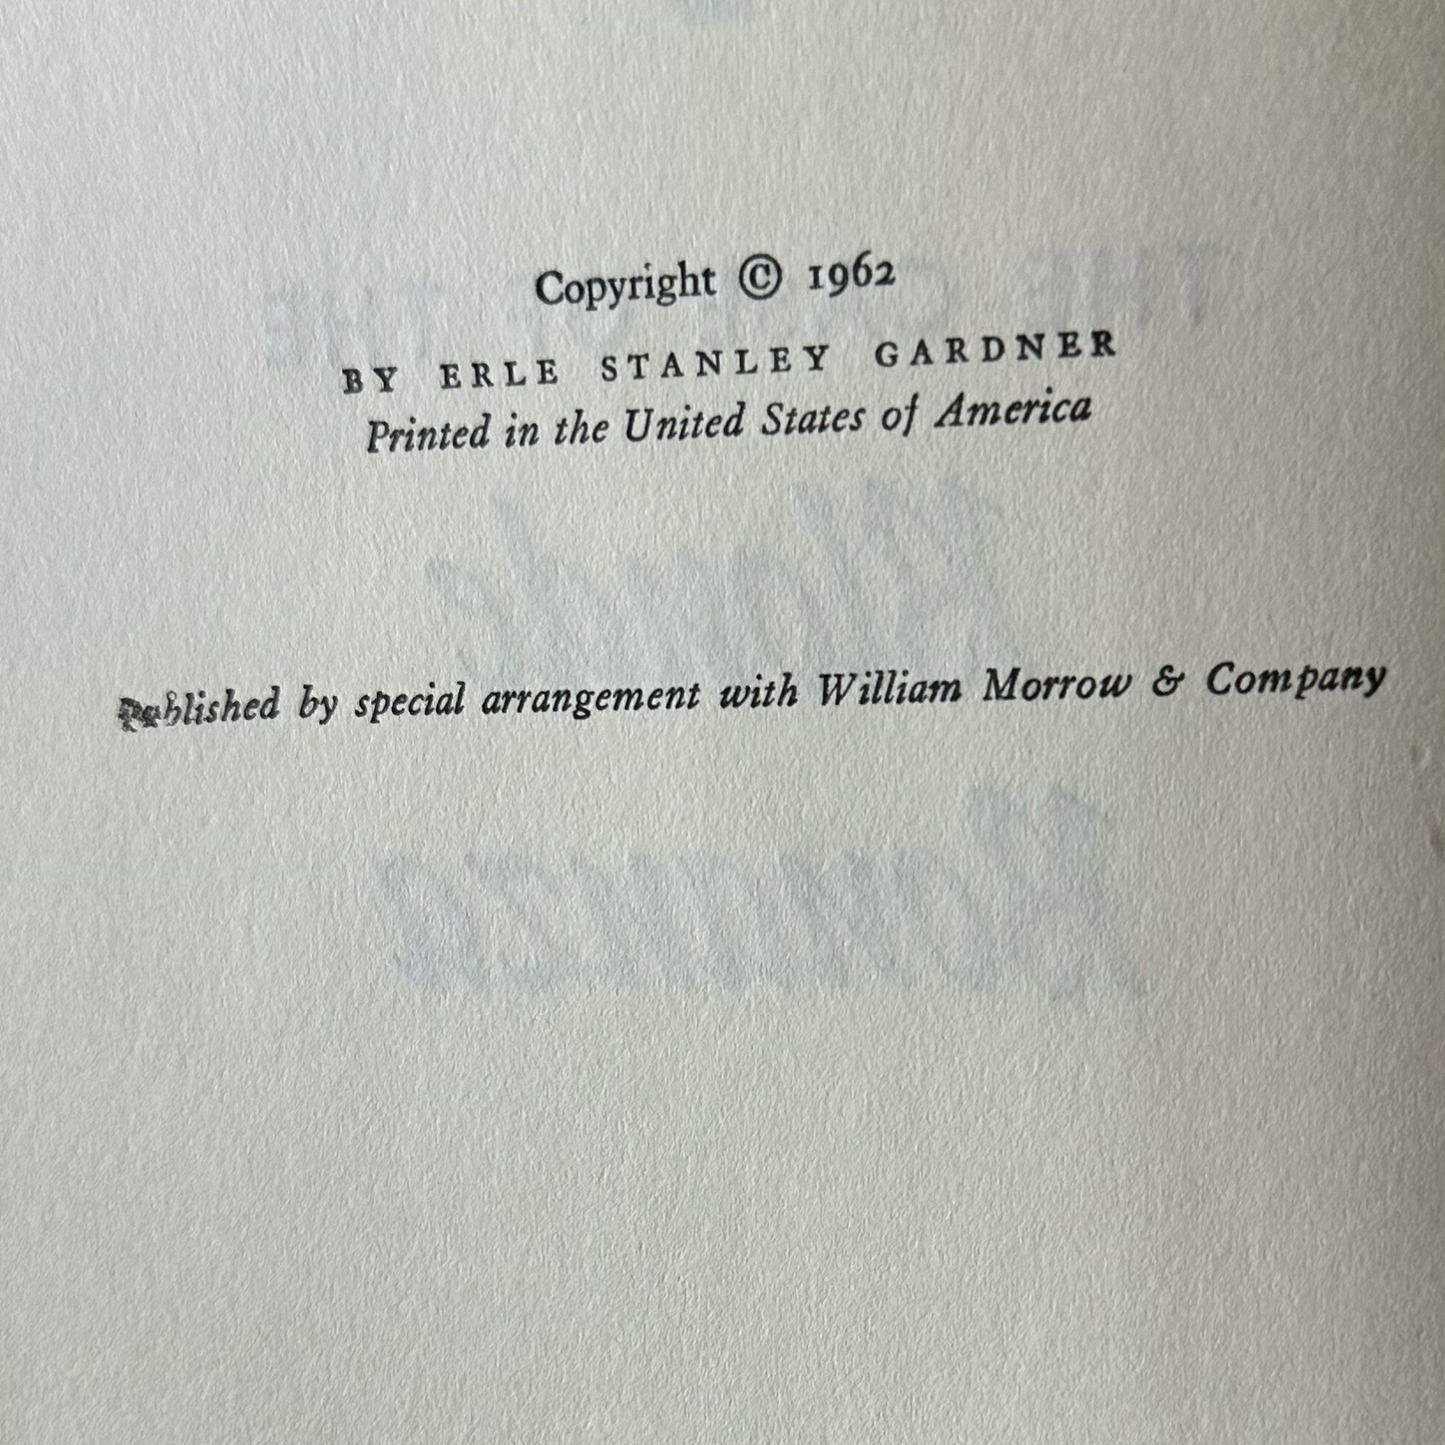 Copyright © 1962
BY ERLE STANLEY GARDNER
Printed in the United States of America
Published by special arrangement with William Morrow & Company